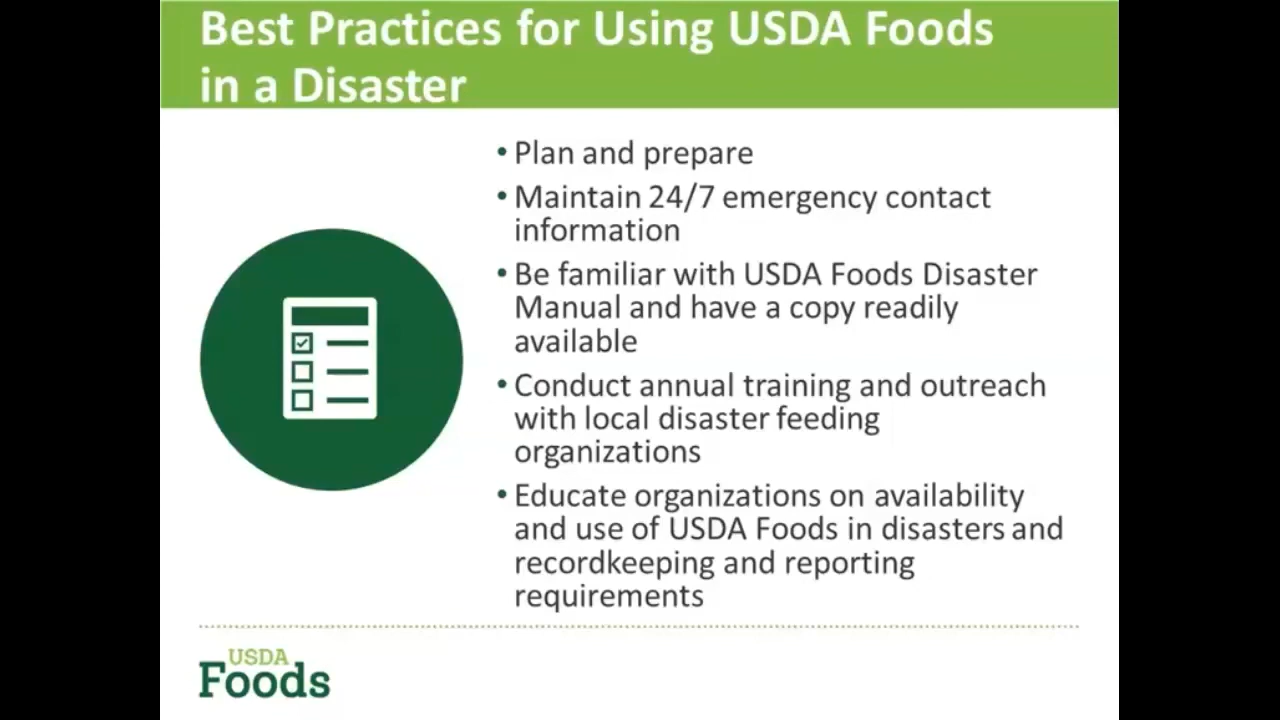 Best Practices for Using USDA Foods
in a Disaster
• Plan and prepare
• Maintain 24/7 emergency contact
information
• Be familiar with USDA Foods Disaster
Manual and have a copy readily
available
• Conduct annual training and outreach
with local disaster feeding
organizations
• Educate organizations on availability
and use of USDA Foods in disasters and
recordkeeping and reporting
requirements
USDA
Foods